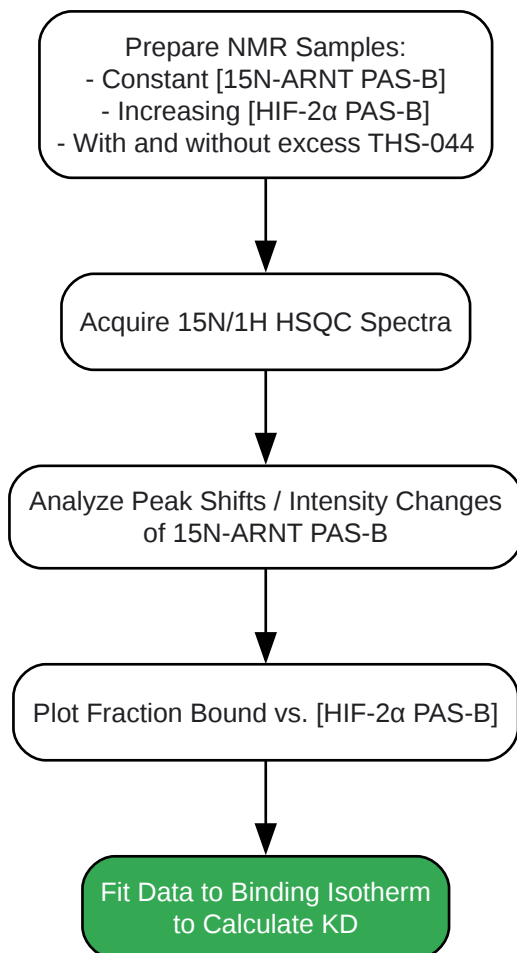 Prepare NMR Samples:
- Constant [15N-ARNT PAS-B]
- Increasing [HIF-2α PAS-B]
- With and without excess THS-044
Acquire 15N/1H HSQC Spectra
Analyze Peak Shifts / Intensity Changes
of 15N-ARNT PAS-B
Plot Fraction Bound vs. [HIF-2α PAS-B]
Fit Data to Binding Isotherm
to Calculate KD